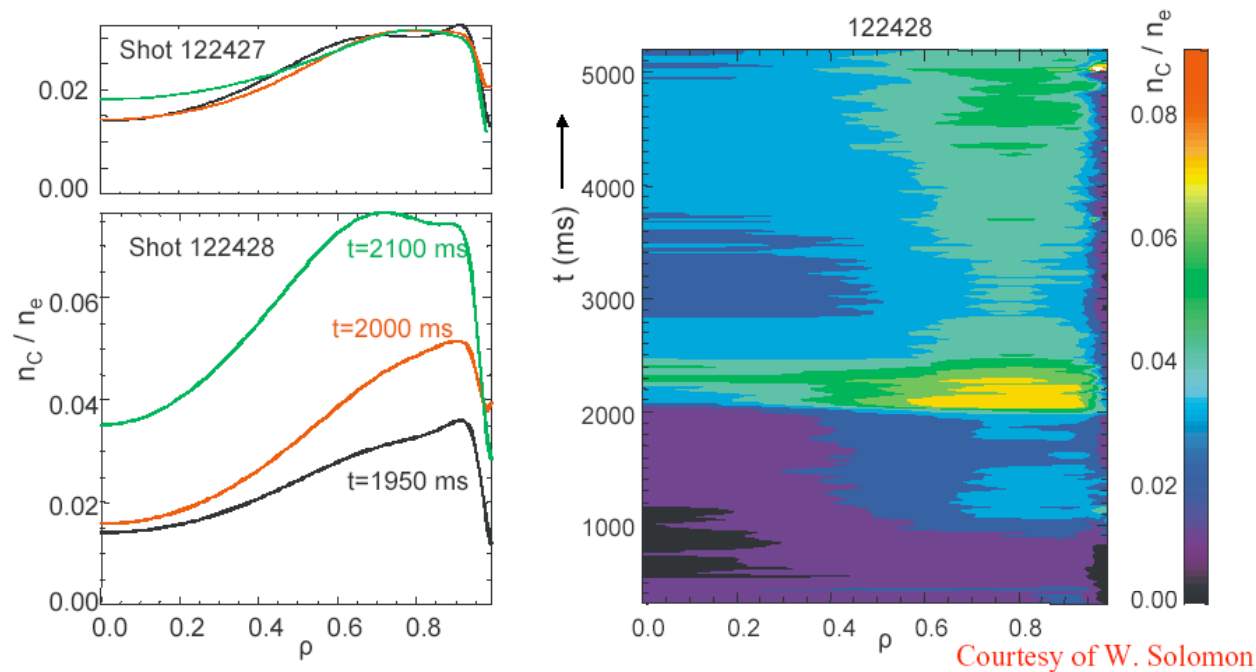 Shot 122427
0.02
0.00
Shot 122428
t=2100 ms
t=2000 ms
t=1950 ms
n_C / n_e
0.06
0.04
0.02
0.00
0.0 0.2 0.4 0.6 0.8
ρ
122428
t (ms)
5000
4000
3000
2000
1000
0.0 0.2 0.4 0.6 0.8
ρ
n_C / n_e
0.08
0.06
0.04
0.02
0.00
Courtesy of W. Solomon